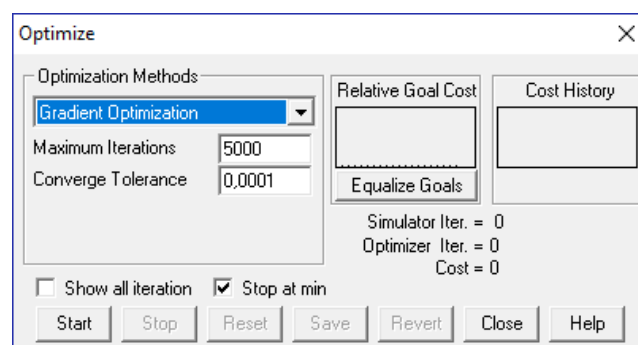 Optimize
Optimization Methods
Gradient Optimization
Maximum Iterations 5000
Converge Tolerance 0,0001
Relative Goal Cost
Equalize Goals
Cost History
Simulator Iter. = 0
Optimizer Iter. = 0
Cost = 0
Show all iteration Stop at min
Start Stop Reset Save Revert Close Help